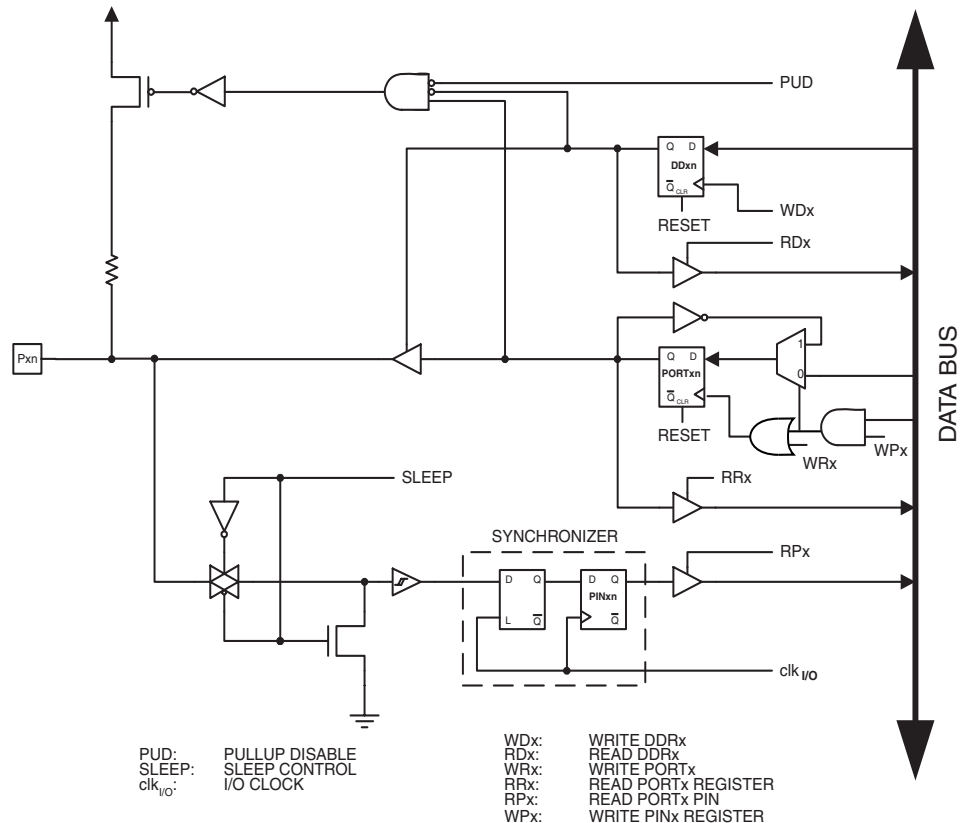 PUD
Q D
DDxn
Q CLR
WDx
RESET
RDx
Pxn
1
Q D
PORTxn
0
Q CLR
RESET
WRx
WPx
DATA BUS
SLEEP
RRx
SYNCHRONIZER
RPx
D Q
D Q
PINxn
L Q
Q
clk I/O
PUD: PULLUP DISABLE
SLEEP: SLEEP CONTROL
clkI/O: I/O CLOCK
WDx: WRITE DDRx
RDx: READ DDRx
WRx: WRITE PORTx
RRx: READ PORTx REGISTER
RPx: READ PORTx PIN
WPx: WRITE PINx REGISTER